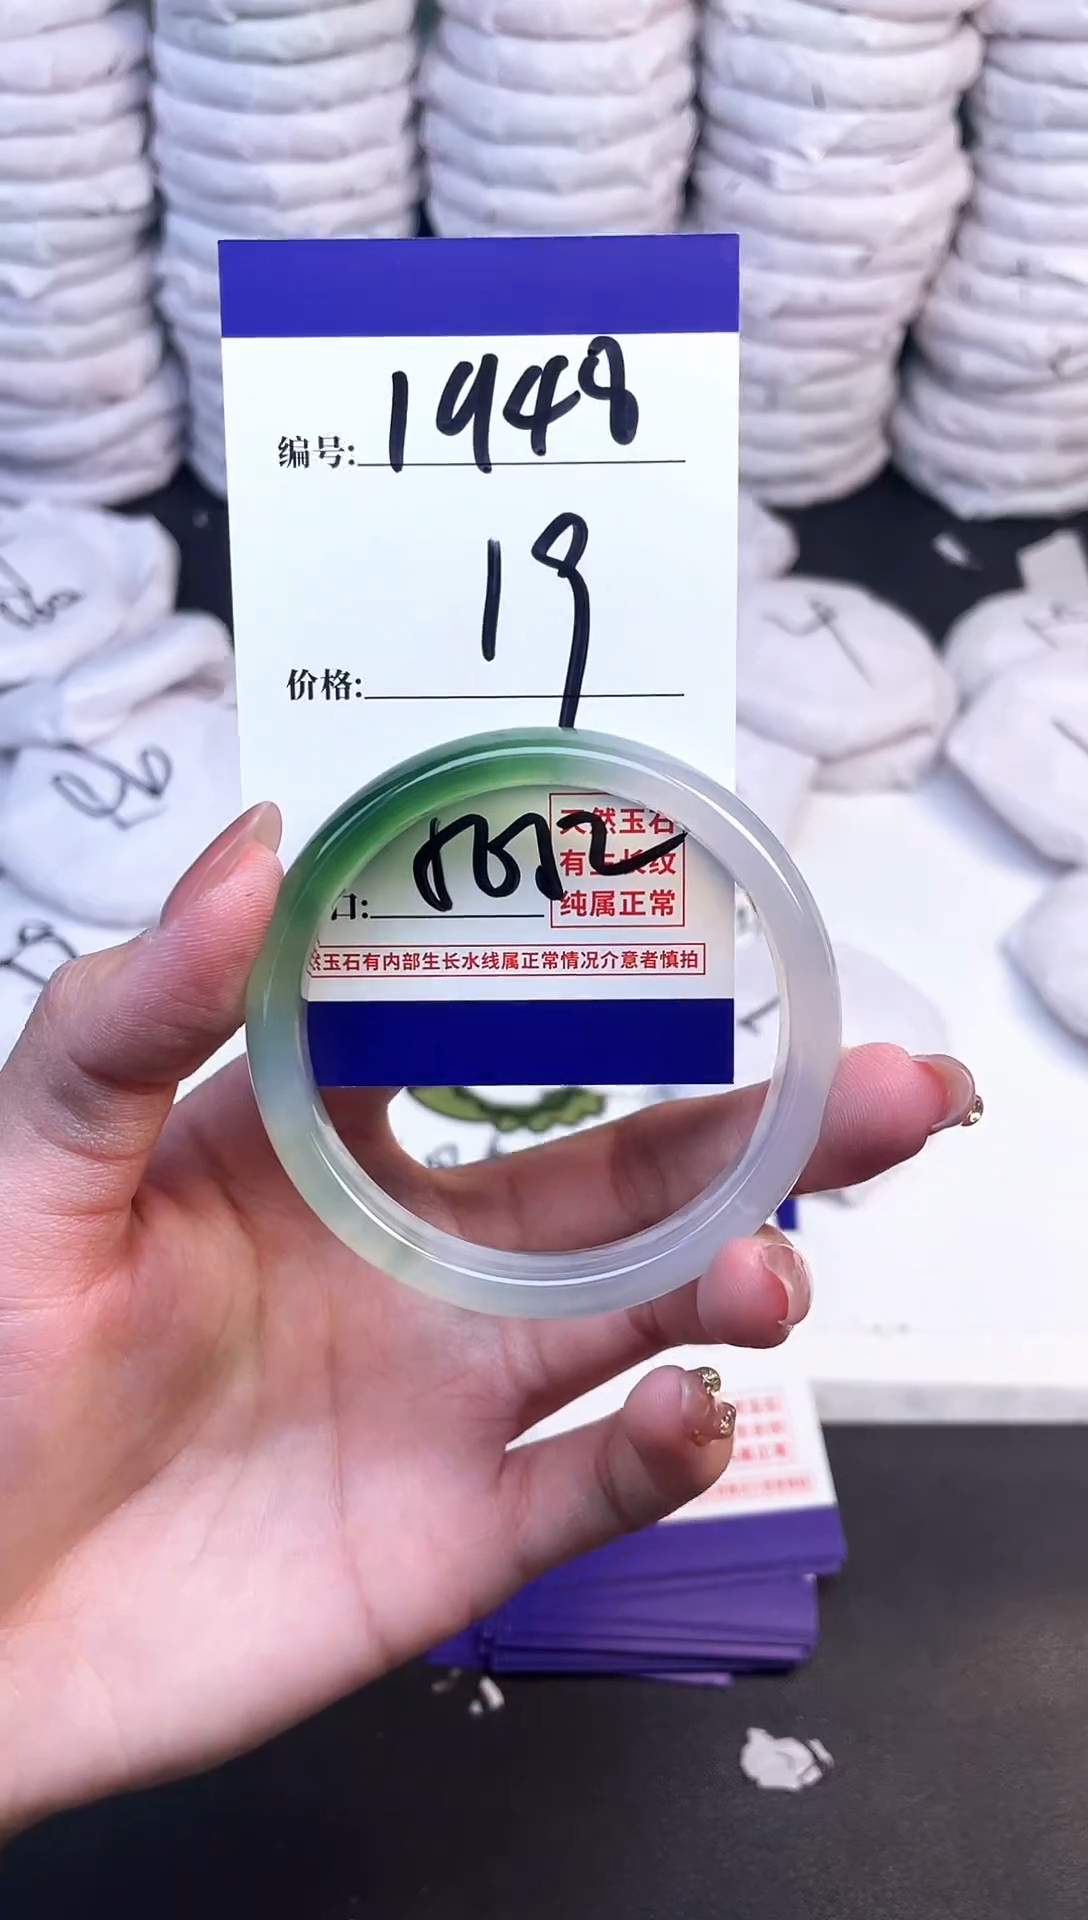 编号: 1948
价格: 19
口:
天然玉石
有生长纹
纯属正常
然玉石有内部生长水线属正常情况介意者慎拍